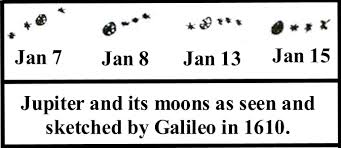 Jan 7 Jan 8 Jan 13 Jan 15
Jupiter and its moons as seen and
sketched by Galileo in 1610.